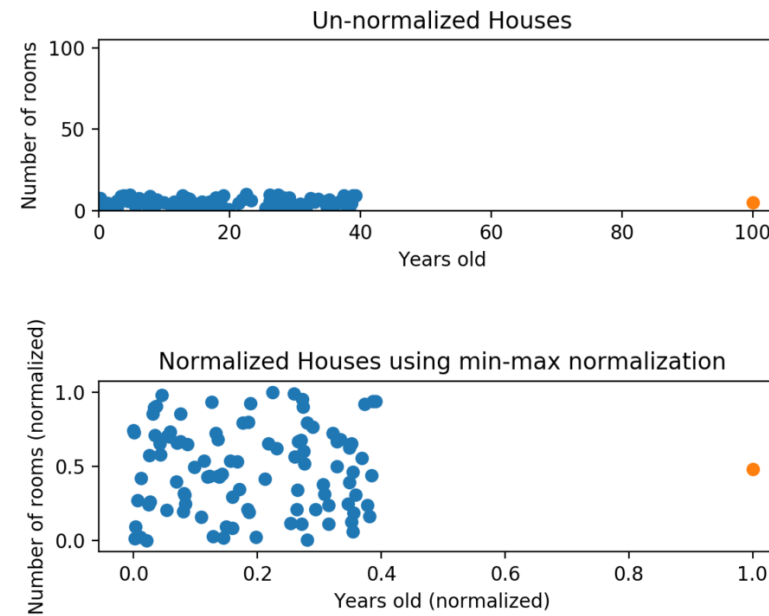 Un-normalized Houses
Number of rooms
100
50
0
0 20 40 60 80 100
Years old
Normalized Houses using min-max normalization
Number of rooms (normalized)
1.0
0.5
0.0
0.0 0.2 0.4 0.6 0.8 1.0
Years old (normalized)